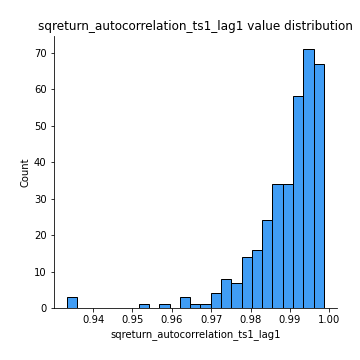 sqreturn_autocorrelation_ts1_lag1 value distribution
70
60
50
40
30
20
10
0
Count
0.94 0.95 0.96 0.97 0.98 0.99 1.00
sqreturn_autocorrelation_ts1_lag1